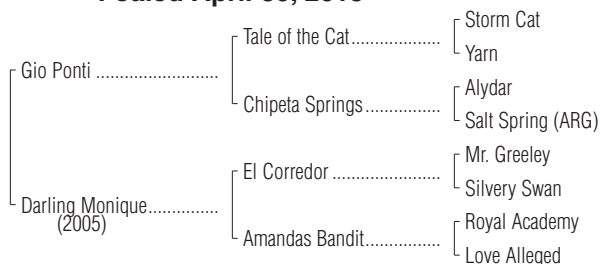 Foaled April
Storm Cat
Tale of the Cat....................
Yarn
Gio Ponti ...........................
Alydar
Chipeta Springs.................
Salt Spring (ARG)
Mr. Greeley
El Corredor ........................
Silvery Swan
Darling Monique...............
(2005)
Royal Academy
Amandas Bandit.................
Love Alleged